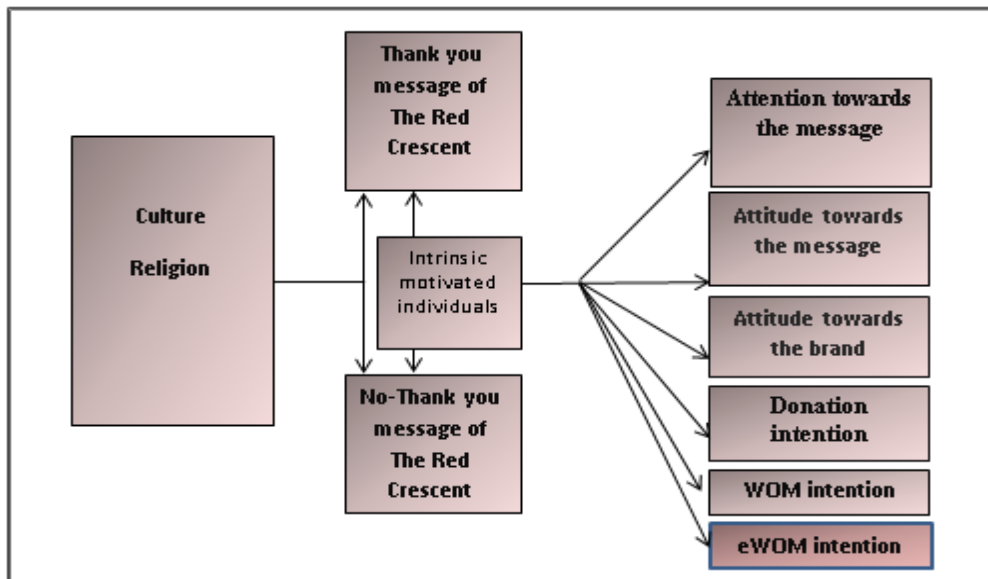 Culture
Religion
Thank you
message of
The Red
Crescent
Intrinsic
motivated
individuals
No-Thank you
message of
The Red
Crescent
Attention towards
the message
Attitude towards
the message
Attitude towards
the brand
Donation
intention
WOM intention
eWOM intention